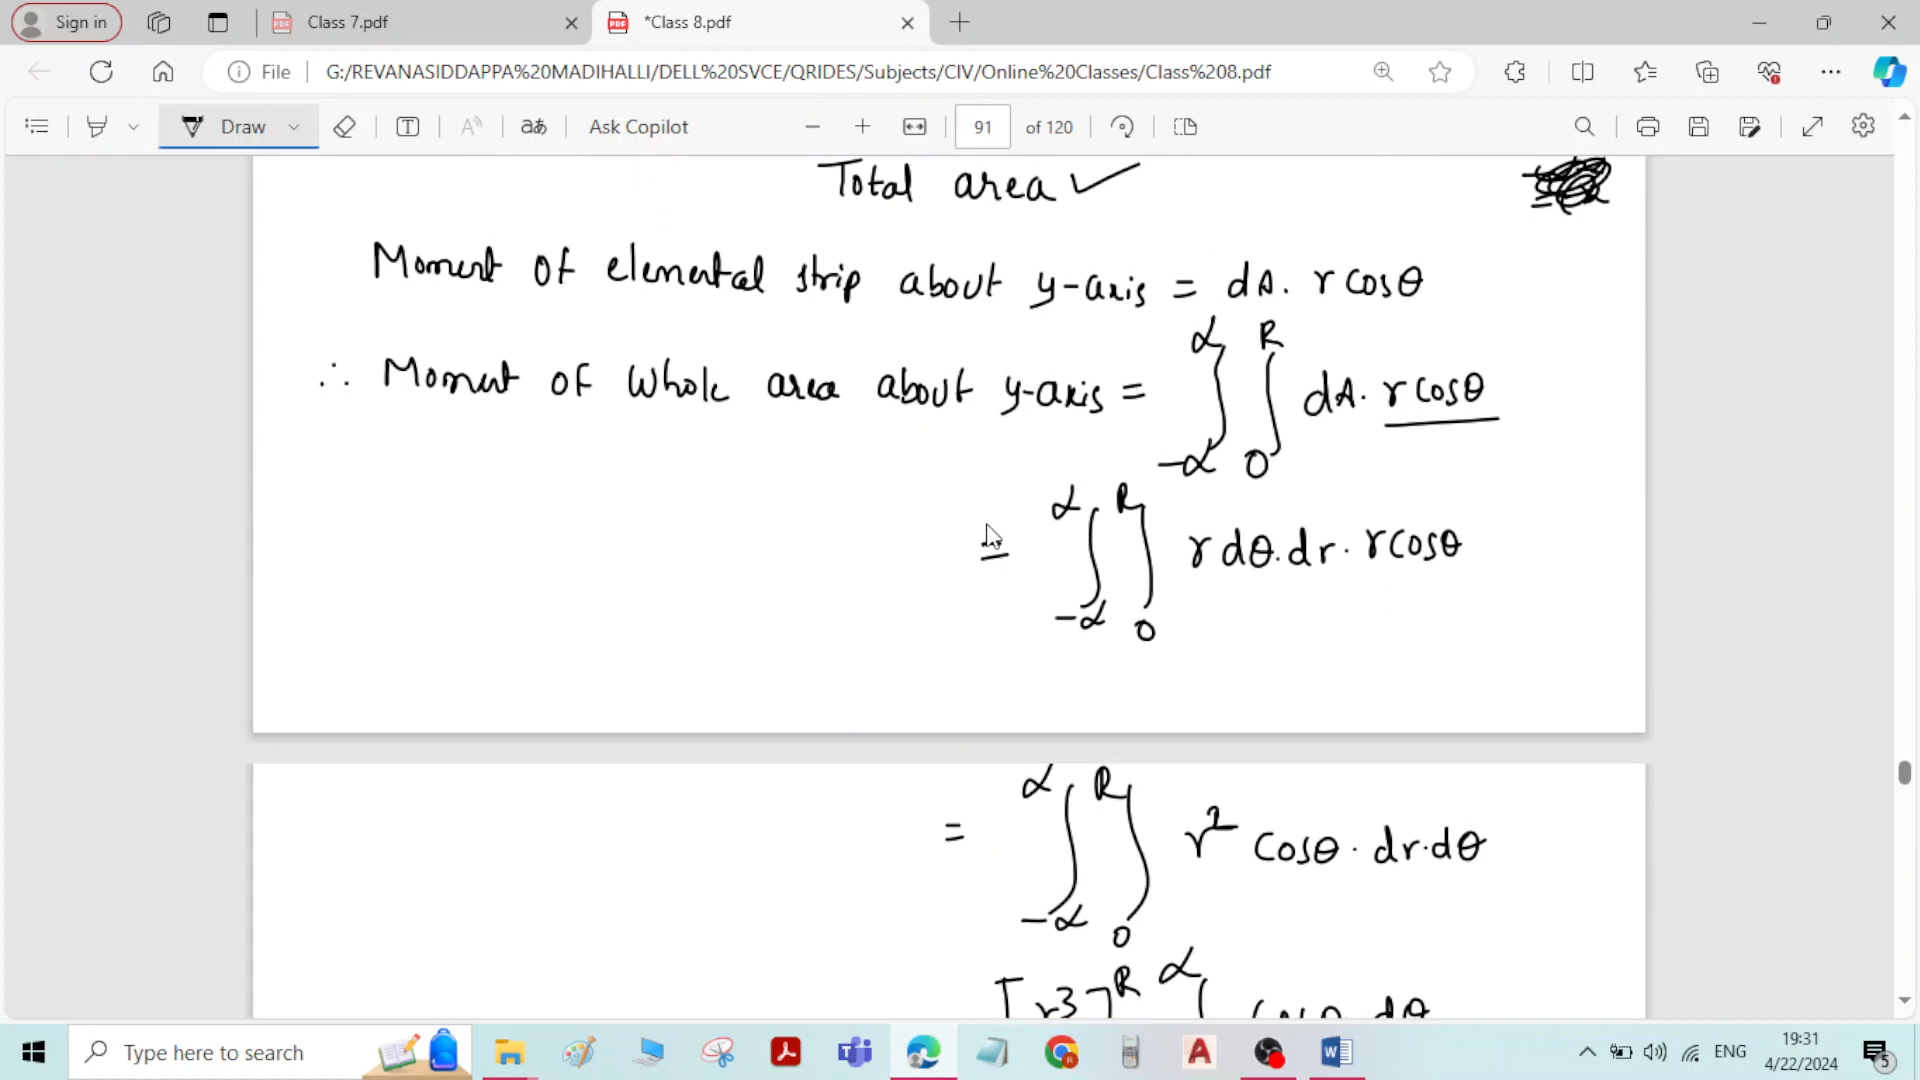 Sign in
Class 7.pdf
*Class 8.pdf
File
G:/REVANASIDDAPPA%20MADIHALLI/DELL%20SVCE/QRIDES/Subjects/CIV/Online%20Classes/Class%208.pdf
Draw
Ask Copilot
91 of 120
Total area ✓
Moment of elemental strip about y-axis = dA. r cosθ
∴ Moment of Whole area about y-axis = ∫_{-α}^{α} ∫_{0}^{R} dA. r cosθ
= ∫_{-α}^{α} ∫_{0}^{R} r dθ. dr. r cosθ
= ∫_{-α}^{α} ∫_{0}^{R} r² Cosθ. dr. dθ
Type here to search
ENG
19:31
4/22/2024
5